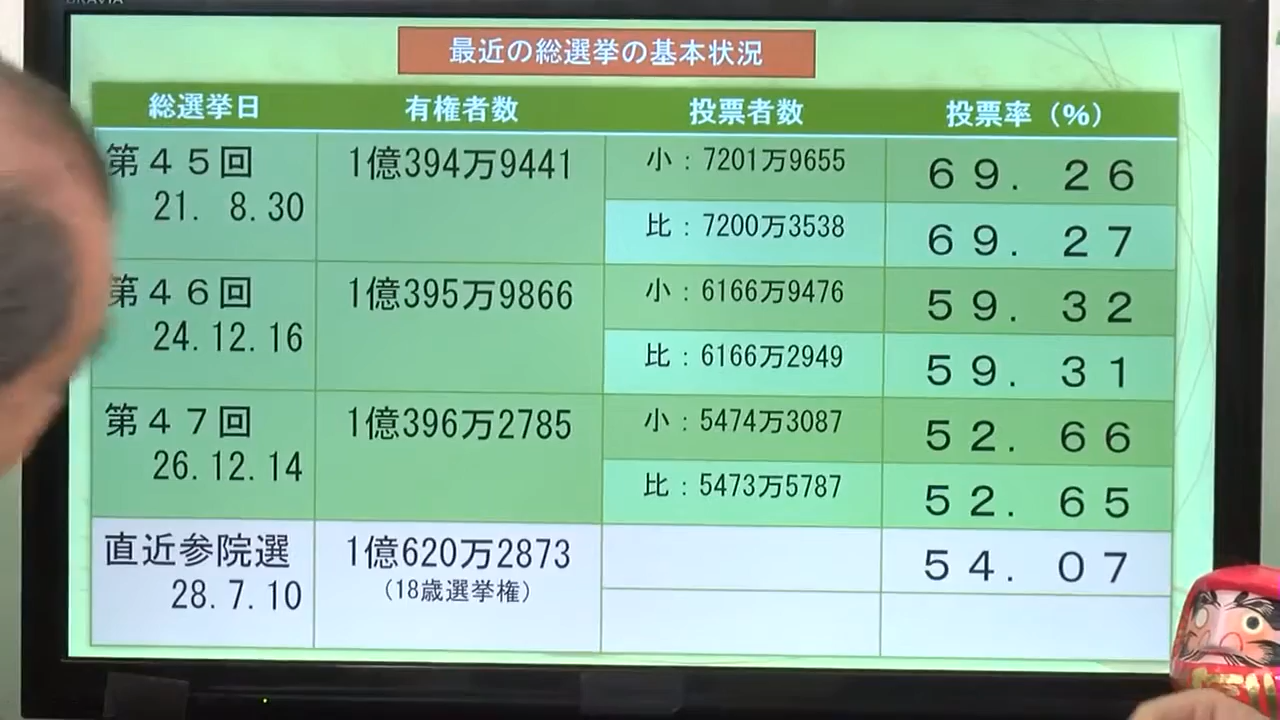 最近の総選挙の基本状況
総選挙日 有権者数 投票者数 投票率（%）
第４５回 1億394万9441 小：7201万9655 ６９．２６
21. 8.30 比：7200万3538 ６９．２７
第４６回 1億395万9866 小：6166万9476 ５９．３２
24.12.16 比：6166万2949 ５９．３１
第４７回 1億396万2785 小：5474万3087 ５２．６６
26.12.14 比：5473万5787 ５２．６５
直近参院選 1億620万2873 ５４．０７
28.7.10 （18歳選挙権）